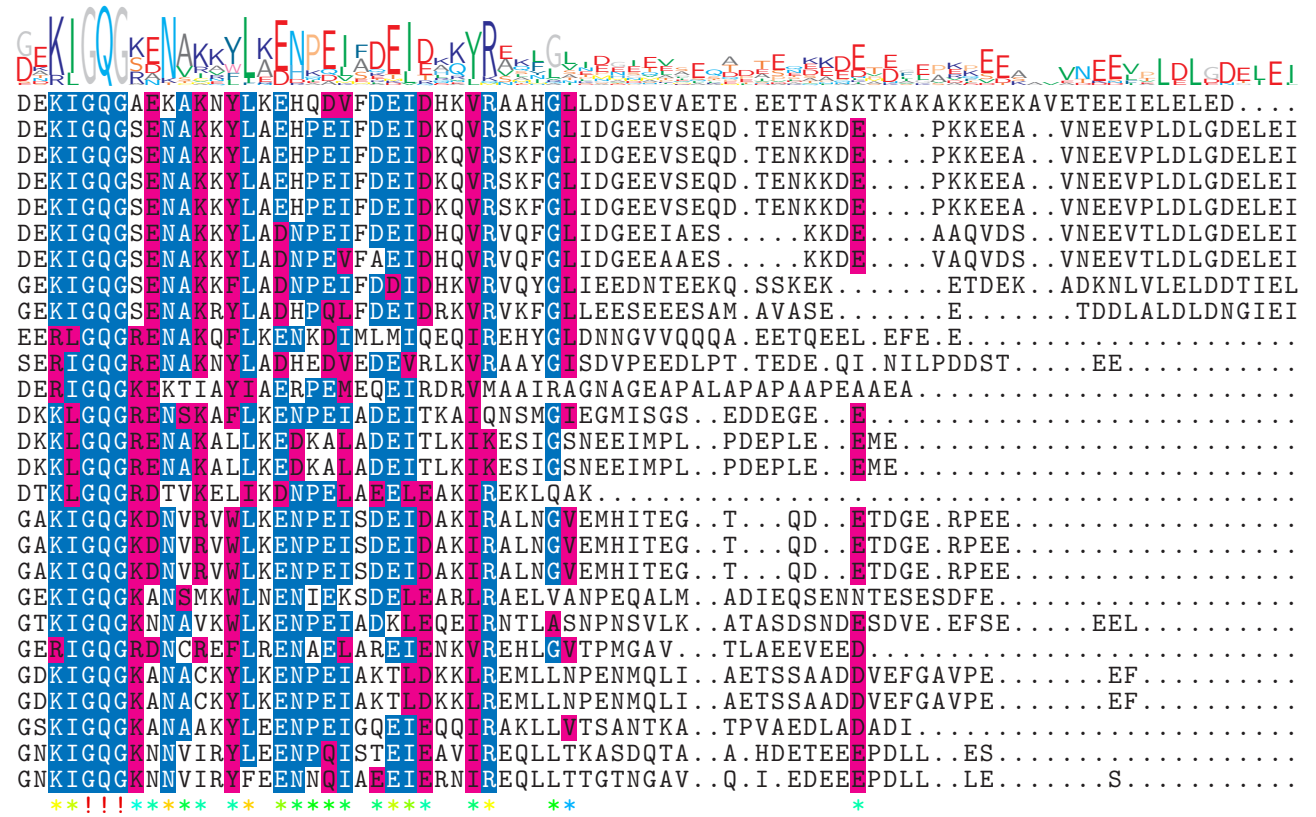 DEKIGQGAEKAKNYLKEHQDVFDEIDHKVRAAHGLLDDSEVAETE.EETTASKTKAKAKKEEKAVETEEIELELED....
DEKIGQGSENAKKYLAEHPEIFDEIDKQVRSKFGLIDGEEVSEQD.TENKKDE....PKKEEA..VNEEVPLDLGDELEI
DEKIGQGSENAKKYLAEHPEIFDEIDKQVRSKFGLIDGEEVSEQD.TENKKDE....PKKEEA..VNEEVPLDLGDELEI
DEKIGQGSENAKKYLAEHPEIFDEIDKQVRSKFGLIDGEEVSEQD.TENKKDE....PKKEEA..VNEEVPLDLGDELEI
DEKIGQGSENAKKYLAEHPEIFDEIDKQVRSKFGLIDGEEVSEQD.TENKKDE....PKKEEA..VNEEVPLDLGDELEI
DEKIGQGSENAKKYLADNPEIFDEIDHQVRVQFGLIDGEEIAES.....KKDE....AAQVDS..VNEEVTLDLGDELEI
DEKIGQGSENAKKYLADNPEVFAEIDHQVRVQFGLIDGEEAAES.....KKDE....VAQVDS..VNEEVTLDLGDELEI
GEKIGQGSENAKKFLADNPEIFDDIDHKVRVQYGLIEEDNTEEKQ.SSKEK.......ETDEK..ADKNLVLELDDTIEL
GEKIGQGSENAKRYLADHPQLFDEIDRKVRVKFGLLEESEEESAM.AVASE.......E.......TDDLALDLDNGIEI
EERLGQGRENAKQFLKENKDIMLMIQEQIREHYGLDNNGVVQQQA.EETQEEL.EFE.E.....................
SERIGQGRENAKNYLADHEDVEDEVRLKVRAAYGISDVPEEDLPT.TEDE.QI.NILPDDST.....EE...........
DERIGQGKEKTIAYIAERPEMEQEIRDRVMAAIRAGNAGEAPALAPAPAAPEAAEA........................
DKKLGQGRENSKAFLKENPEIADEITKAIQNSMGIEGMISGS..EDDEGE..E...........................
DKKLGQGRENAKALLKEDKALADEITLKIKESIGSNEEIMPL..PDEPLE..EME.........................
DKKLGQGRENAKALLKEDKALADEITLKIKESIGSNEEIMPL..PDEPLE..EME.........................
DTKLGQGRDTVKELIKDNPELAEELEAKIREKLQAK............................................
GAKIGQGKDNVRVWLKENPEISDEIDAKIRALNGVEMHITEG..T...QD..ETDGE.RPEE..................
GAKIGQGKDNVRVWLKENPEISDEIDAKIRALNGVEMHITEG..T...QD..ETDGE.RPEE..................
GAKIGQGKDNVRVWLKENPEISDEIDAKIRALNGVEMHITEG..T...QD..ETDGE.RPEE..................
GEKIGQGKANSMKWLNENIEKSDELEARLRAELVANPEQALM..ADIEQSENNTESESDFE...................
GTKIGQGKNNAVKWLKENPEIADKLEQEIRNTLASNPNSVLK..ATASDSNDESDVE.EFSE.....EEL..........
GERIGQGRDNCREFLRENAELAREIENKVREHLGVTPMGAV...TLAEEVEED...........................
GDKIGQGKANACKYLKENPEIAKTLDKKLREMLLNPENMQLI..AETSSAADDVEFGAVPE.......EF..........
GDKIGQGKANACKYLKENPEIAKTLDKKLREMLLNPENMQLI..AETSSAADDVEFGAVPE.......EF..........
GSKIGQGKANAAKYLEENPEIGQEIEQQIRAKLLVTSANTKA..TPVAEDLADADI........................
GNKIGQGKNNVIRYLEENPQISTEIEAVIREQLLTKASDQTA..A.HDETEEEPDLL..ES...................
GNKIGQGKNNVIRYFEENNQIAEEIERNIREQLLTTGTNGAV..Q.I.EDEEEPDLL..LE.......S...........
  **!!!***** ** ***** ****  **   **                 *